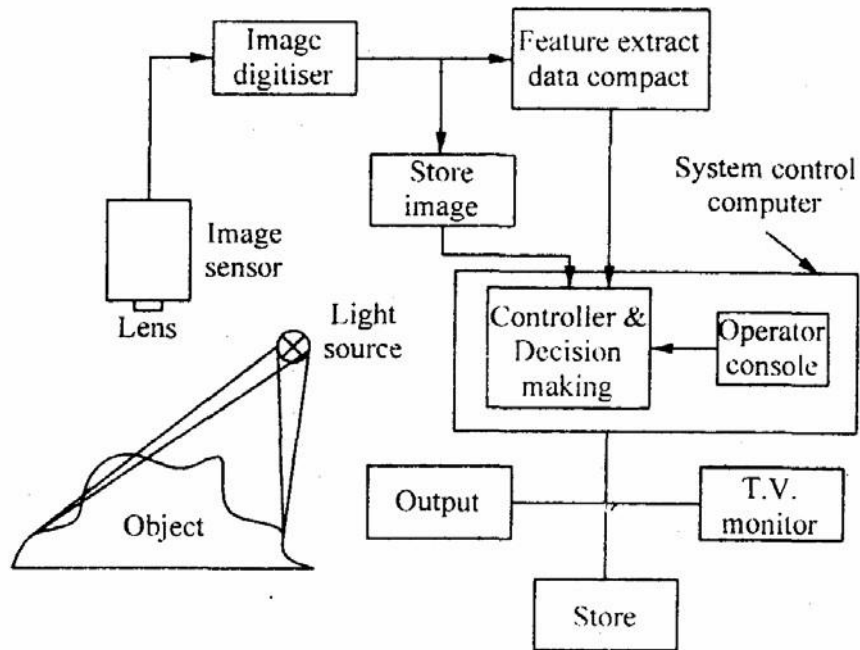 Image
digitiser
Feature extract
data compact
Store
image
System control
computer
Image
sensor
Lens
Light
source
Controller &
Decision
making
Operator
console
Object
Output
T.V.
monitor
Store